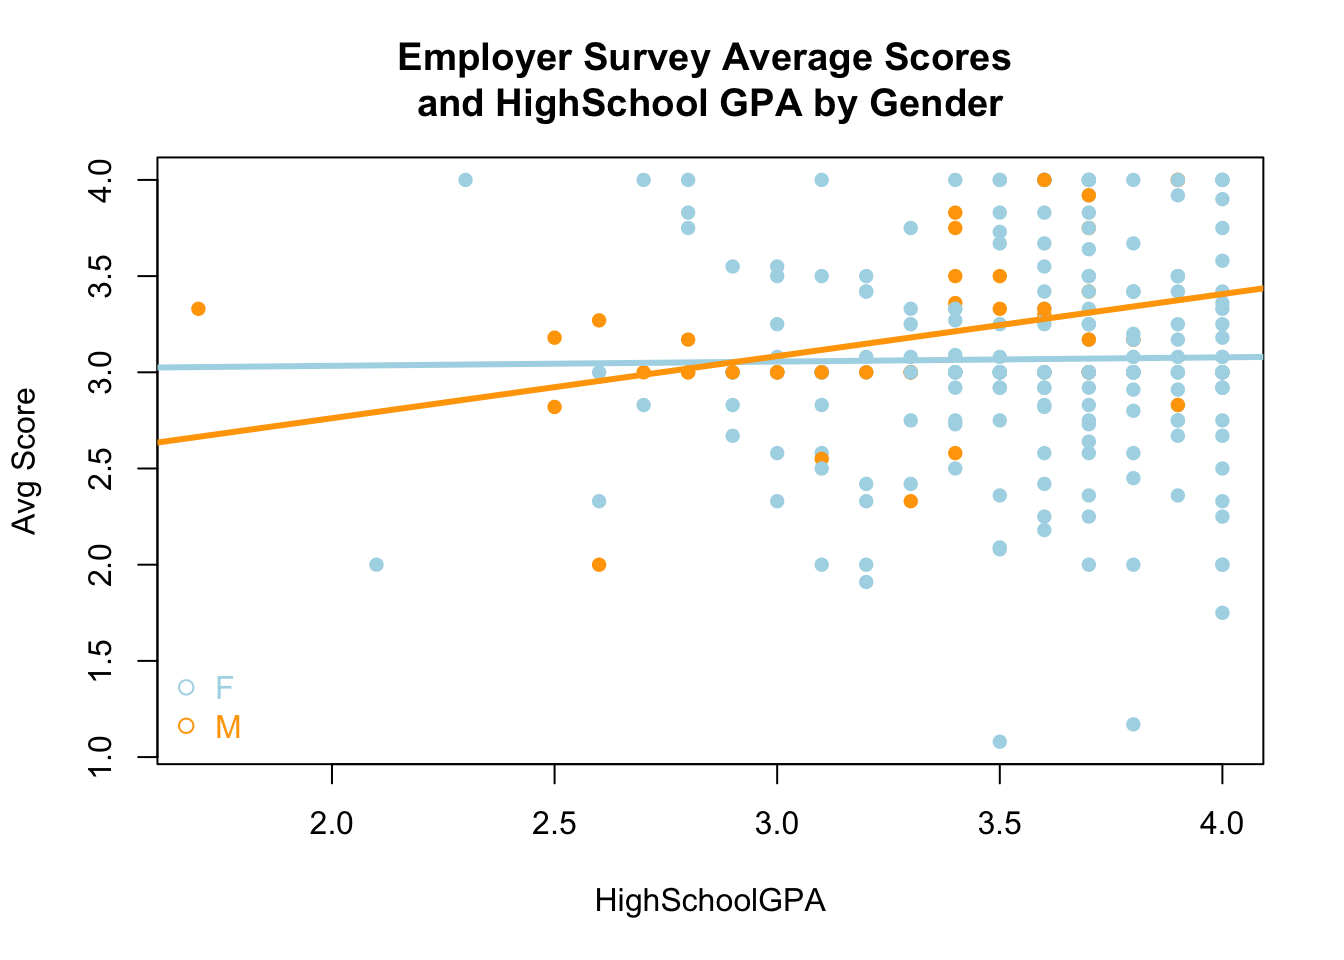 Employer Survey Average Scores
and HighSchool GPA by Gender
4.0
3.5
3.0
2.5
2.0
1.5
1.0
Avg Score
F
M
2.0 2.5 3.0 3.5 4.0
HighSchoolGPA